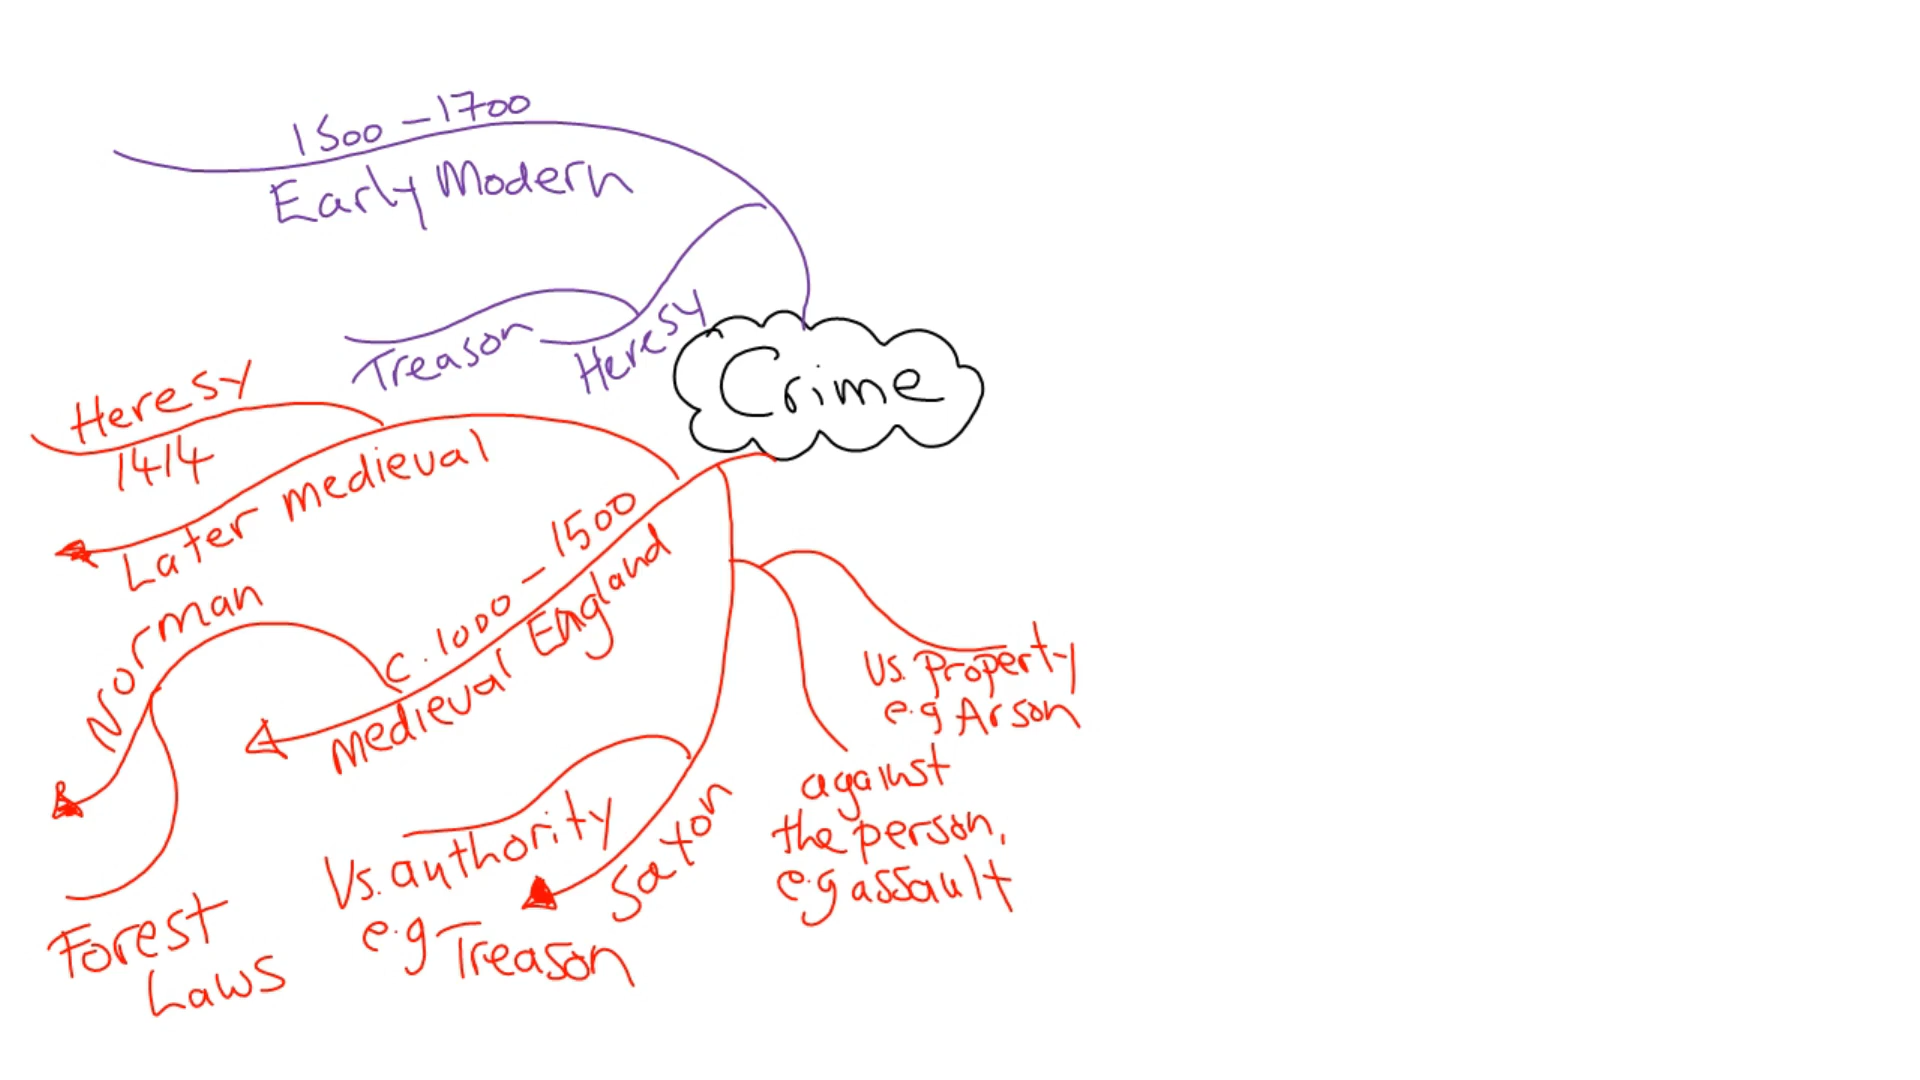 1500 - 1700
Early Modern
Treason
Heresy
Crime
Heresy
1414
Later medieval
c. 1000 - 1500
Medieval England
Norman
Forest
Laws
Vs. authority
e.g Treason
Saxon
Vs. Property
e.g Arson
against
the person,
e.g assault